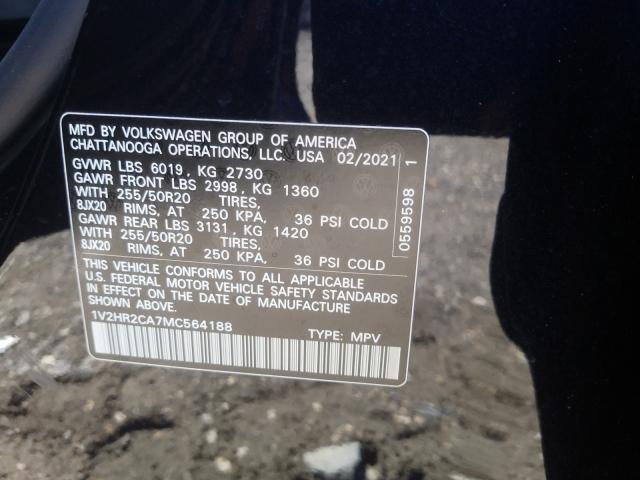 MFD BY VOLKSWAGEN GROUP OF AMERICA
CHATTANOOGA OPERATIONS, LLC. USA 02/2021
GVWR LBS 6019, KG 2730
GAWR FRONT LBS 2998, KG 1360
WITH 255/50R20 TIRES,
8JX20 RIMS, AT 250 KPA, 36 PSI COLD
GAWR REAR LBS 3131, KG 1420
WITH 255/50R20 TIRES,
8JX20 RIMS, AT 250 KPA, 36 PSI COLD
THIS VEHICLE CONFORMS TO ALL APPLICABLE
U.S. FEDERAL MOTOR VEHICLE SAFETY STANDARDS
IN EFFECT ON THE DATE OF MANUFACTURE
SHOWN ABOVE.
1V2HR2CA7MC564188 TYPE: MPV
0559598 1